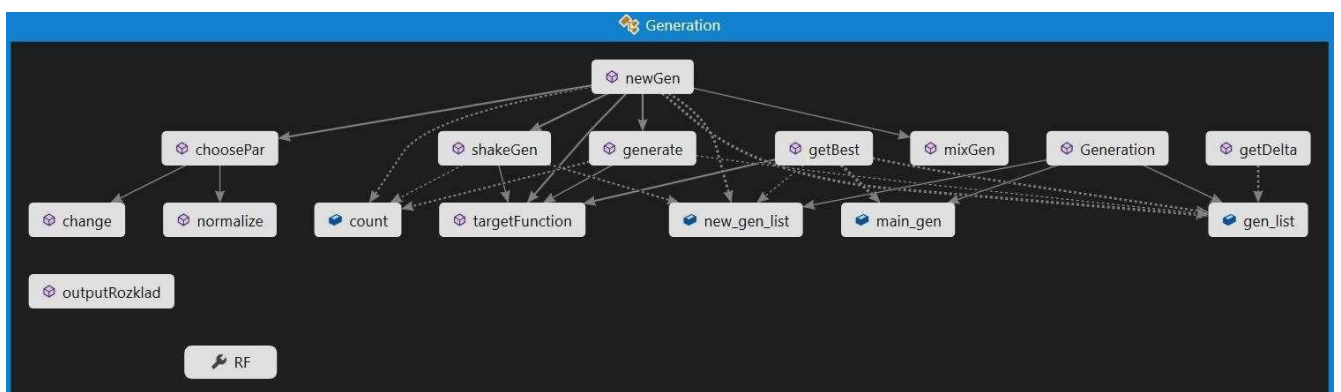 Generation
newGen
choosePar
shakeGen
generate
getBest
mixGen
Generation
getDelta
change
normalize
count
targetFunction
new_gen_list
main_gen
gen_list
outputRozklad
RF